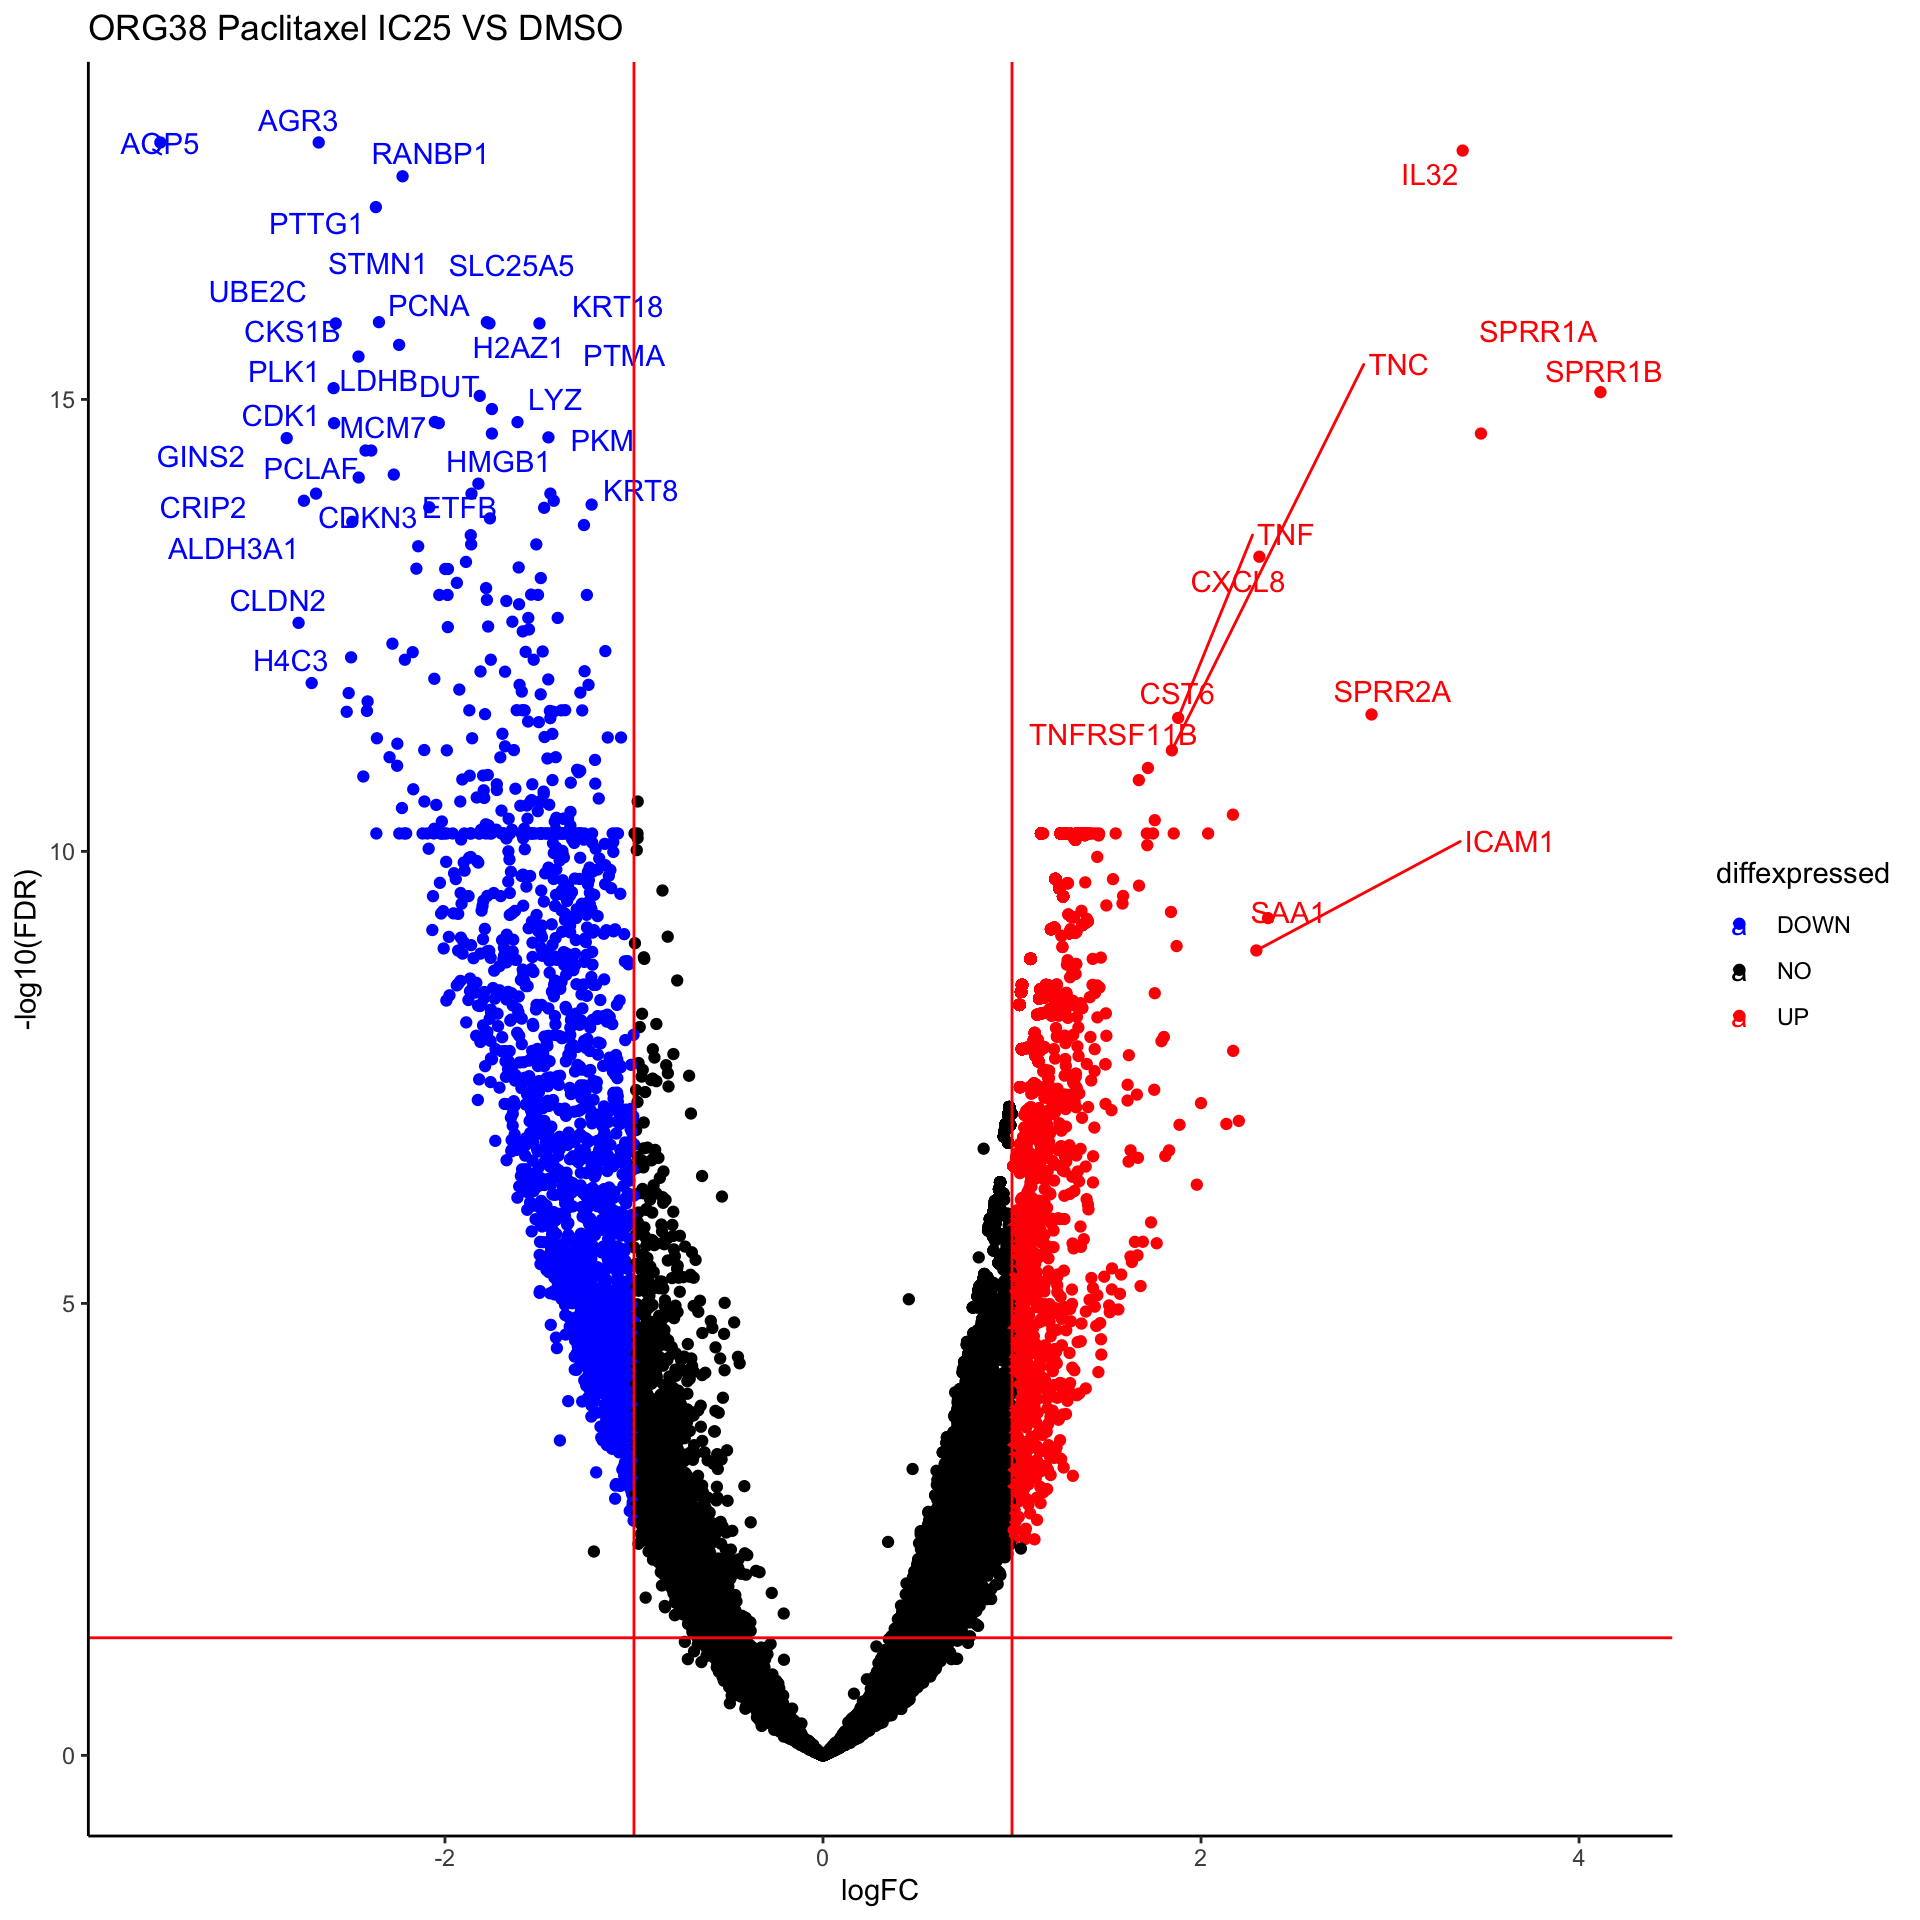 ORG38 Paclitaxel IC25 VS DMSO
AGR3
AQP5
RANBP1
IL32
PTTG1
STMN1
SLC25A5
UBE2C
PCNA
KRT18
CKS1B
H2AZ1
PTMA
SPRR1A
TNC
SPRR1B
PLK1
LDHB
DUT
LYZ
15
CDK1
MCM7
PKM
GINS2
PCLAF
HMGB1
KRT8
CRIP2
CDKN3
ETFB
TNF
ALDH3A1
CXCL8
CLDN2
H4C3
CST6
SPRR2A
TNFRSF11B
ICAM1
10
SAA1
diffexpressed
a DOWN
a NO
a UP
-log10(FDR)
5
0
-2
0
2
4
logFC